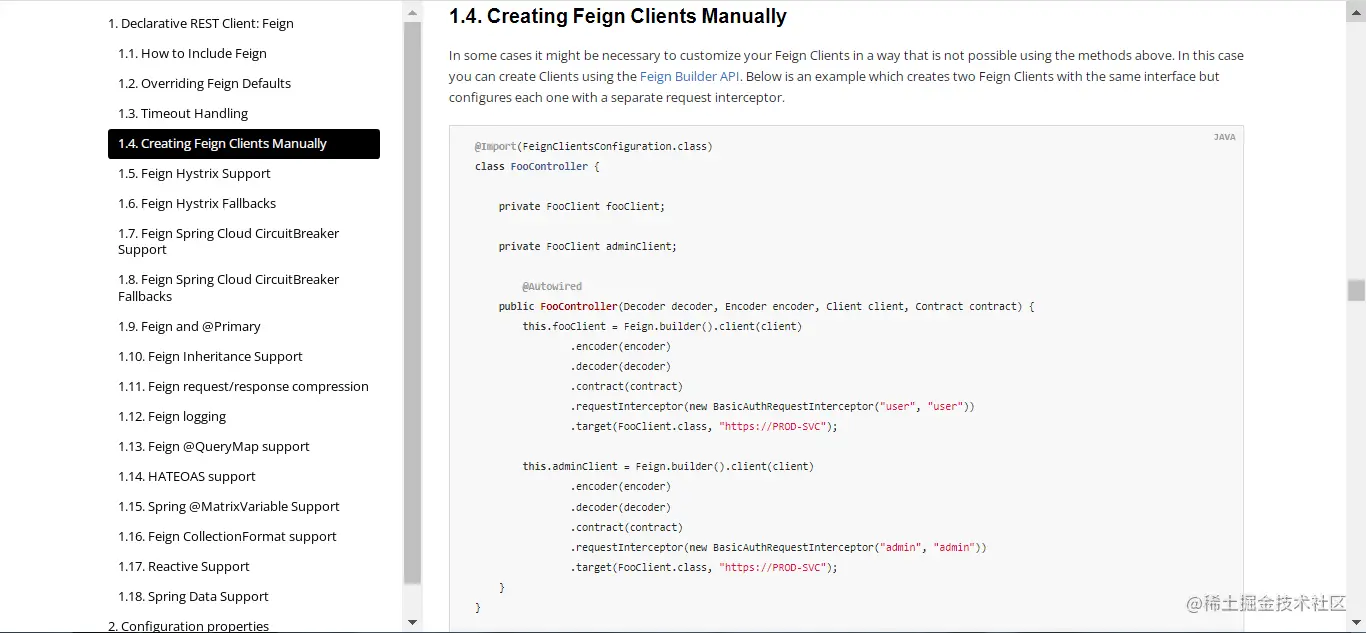 1. Declarative REST Client: Feign
1.1. How to Include Feign
1.2. Overriding Feign Defaults
1.3. Timeout Handling
1.4. Creating Feign Clients Manually
1.5. Feign Hystrix Support
1.6. Feign Hystrix Fallbacks
1.7. Feign Spring Cloud CircuitBreaker
Support
1.8. Feign Spring Cloud CircuitBreaker
Fallbacks
1.9. Feign and @Primary
1.10. Feign Inheritance Support
1.11. Feign request/response compression
1.12. Feign logging
1.13. Feign @QueryMap support
1.14. HATEOAS support
1.15. Spring @MatrixVariable Support
1.16. Feign CollectionFormat support
1.17. Reactive Support
1.18. Spring Data Support
2. Configuration properties
1.4. Creating Feign Clients Manually
In some cases it might be necessary to customize your Feign Clients in a way that is not possible using the methods above. In this case
you can create Clients using the Feign Builder API. Below is an example which creates two Feign Clients with the same interface but
configures each one with a separate request interceptor.
JAVA
@Import(FeignClientsConfiguration.class)
class FooController {
private FooClient fooClient;
private FooClient adminClient;
@Autowired
public FooController(Decoder decoder, Encoder encoder, Client client, Contract contract) {
this.fooClient = Feign.builder().client(client)
.encoder(encoder)
.decoder(decoder)
.contract(contract)
.requestInterceptor(new BasicAuthRequestInterceptor("user", "user"))
.target(FooClient.class, "https://PROD-SVC");
this.adminClient = Feign.builder().client(client)
.encoder(encoder)
.decoder(decoder)
.contract(contract)
.requestInterceptor(new BasicAuthRequestInterceptor("admin", "admin"))
.target(FooClient.class, "https://PROD-SVC");
}
}
@稀土掘金技术社区